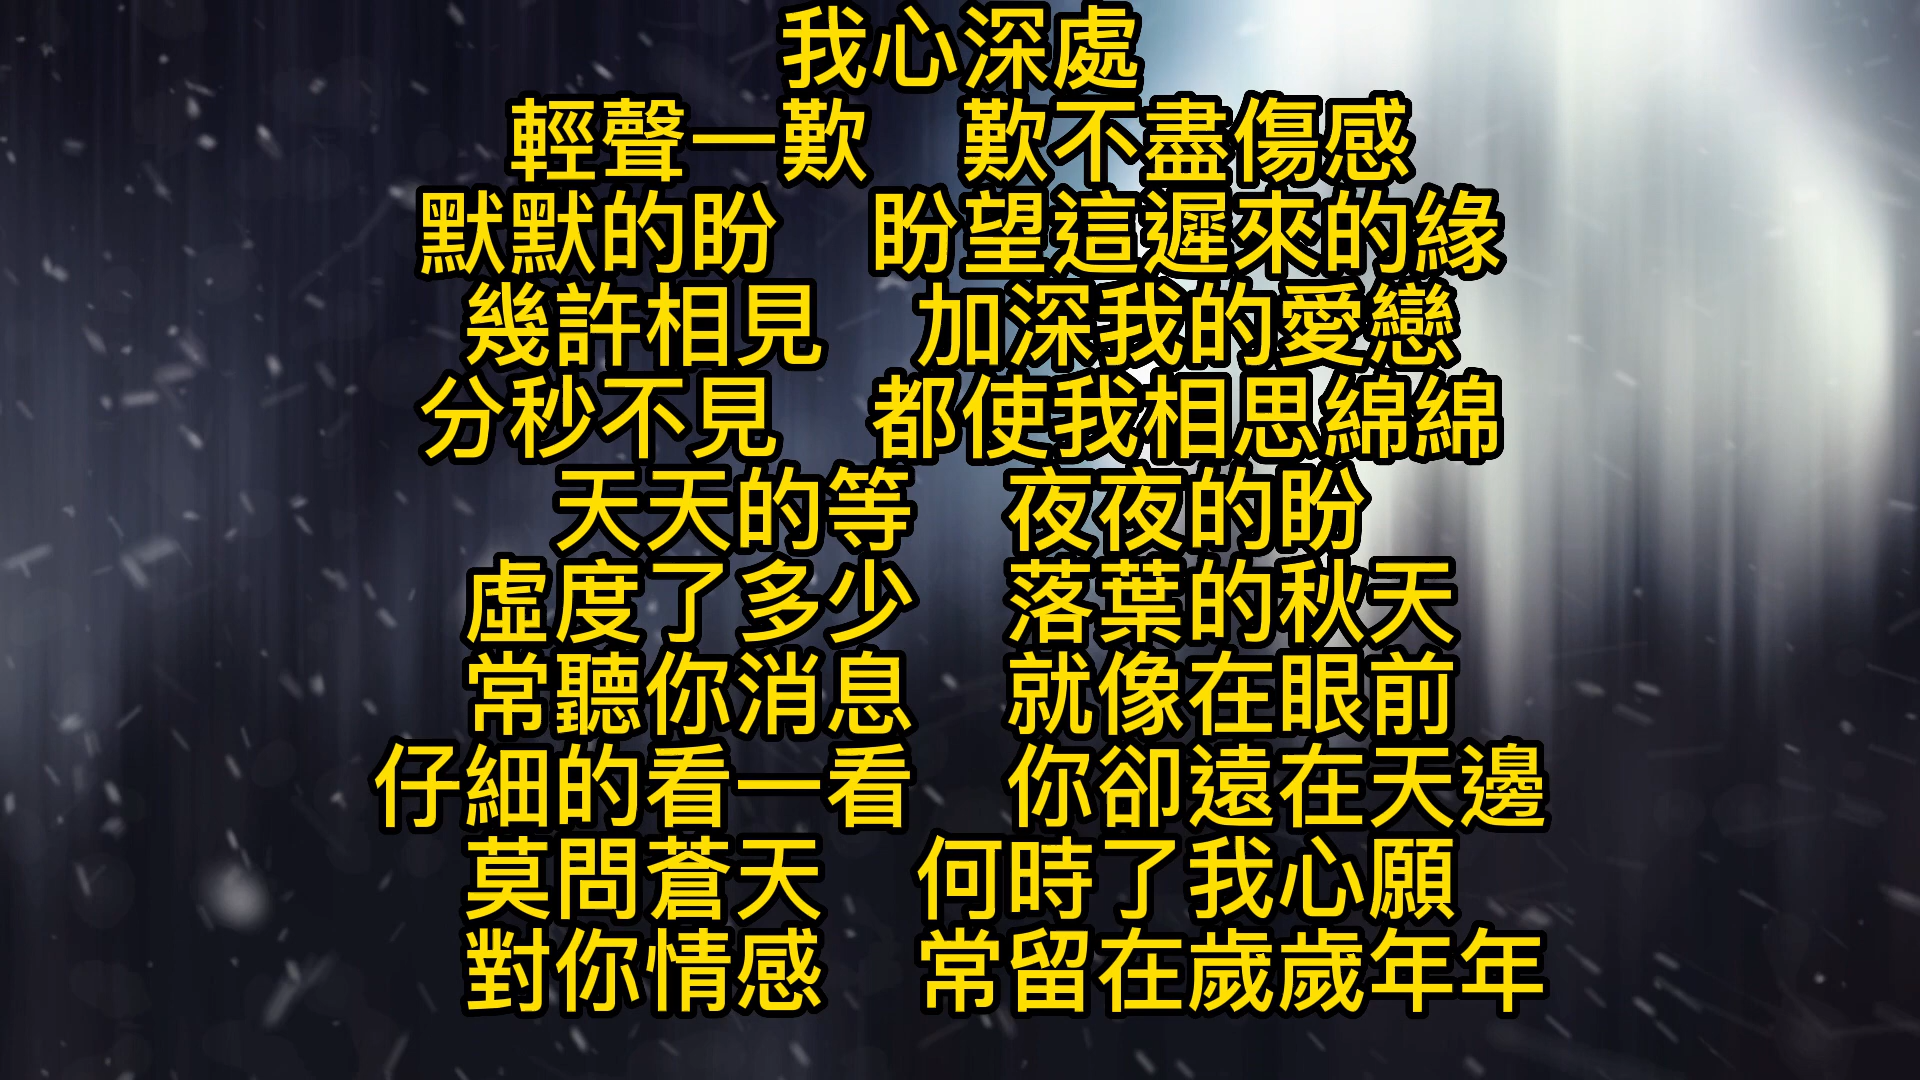 我心深處
輕聲一歎　歎不盡傷感
默默的盼　盼望這遲來的緣
幾許相見　加深我的愛戀
分秒不見　都使我相思綿綿
天天的等　夜夜的盼
虛度了多少　落葉的秋天
常聽你消息　就像在眼前
仔細的看一看　你卻遠在天邊
莫問蒼天　何時了我心願
對你情感　常留在歲歲年年